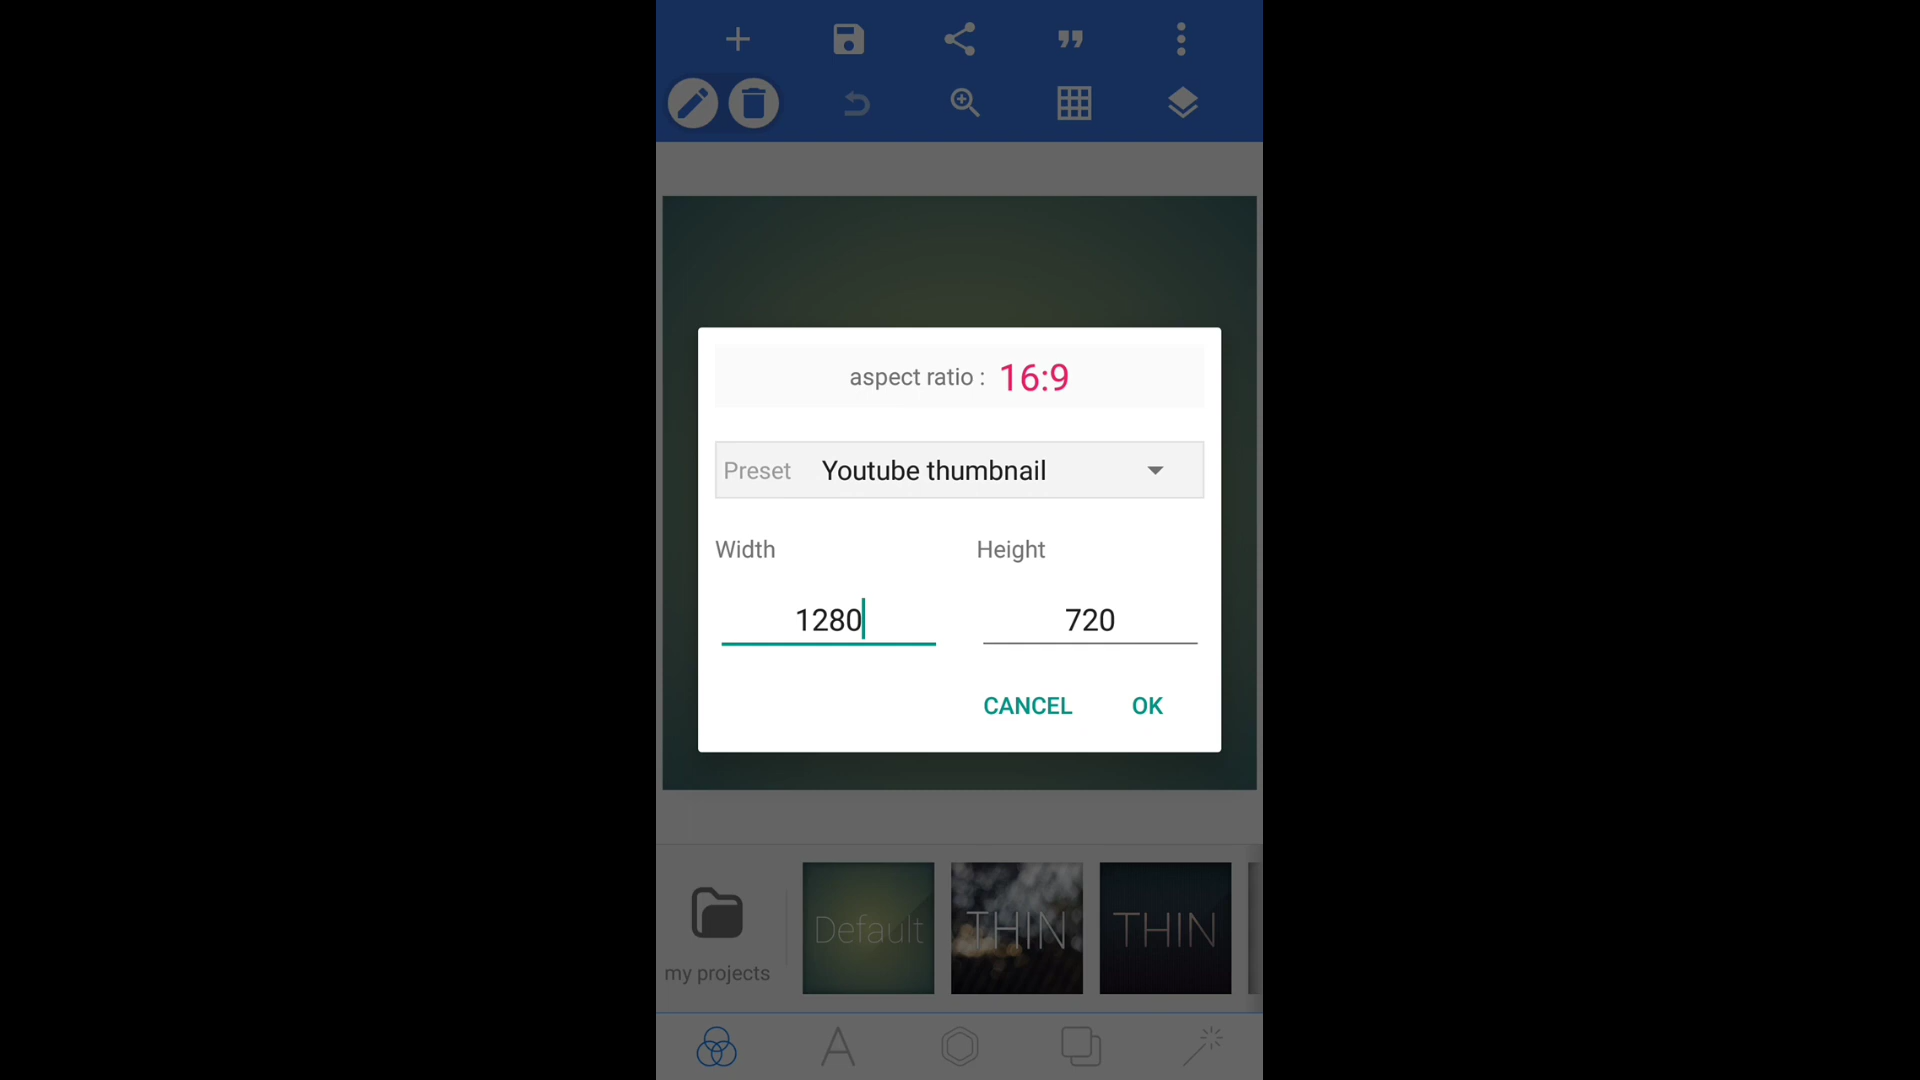 aspect ratio : 16:9
Preset Youtube thumbnail
Width Height
1280 720
CANCEL OK
Default THIN THIN
my projects